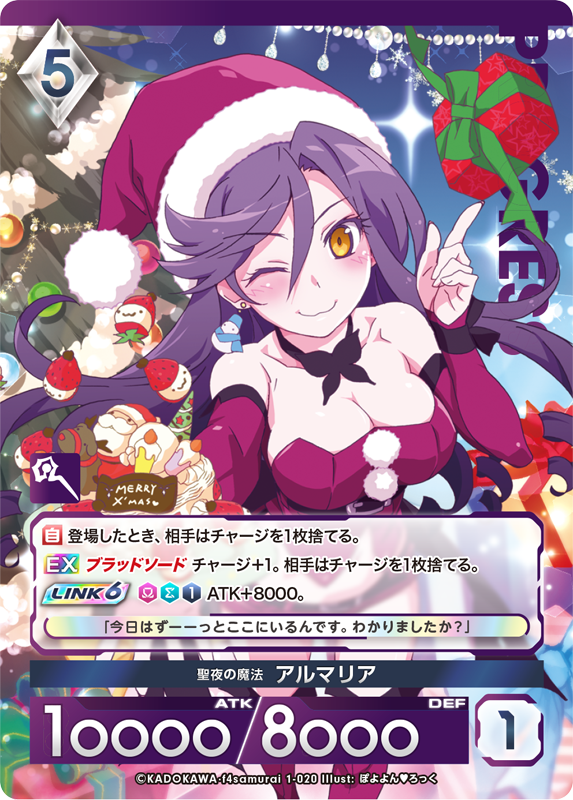 5
MERRY
X'MAS
自 登場したとき、相手はチャージを1枚捨てる。
EX ブラッドソード チャージ+1。相手はチャージを1枚捨てる。
LINK 6 Ω Σ 1 ATK+8000。
「今日はずーーっとここにいるんです。わかりましたか？」
聖夜の魔法 アルマリア
ATK DEF
10000/8000 1
©KADOKAWA-f4samurai 1-020 Illust: ぽよよん♥ろっく